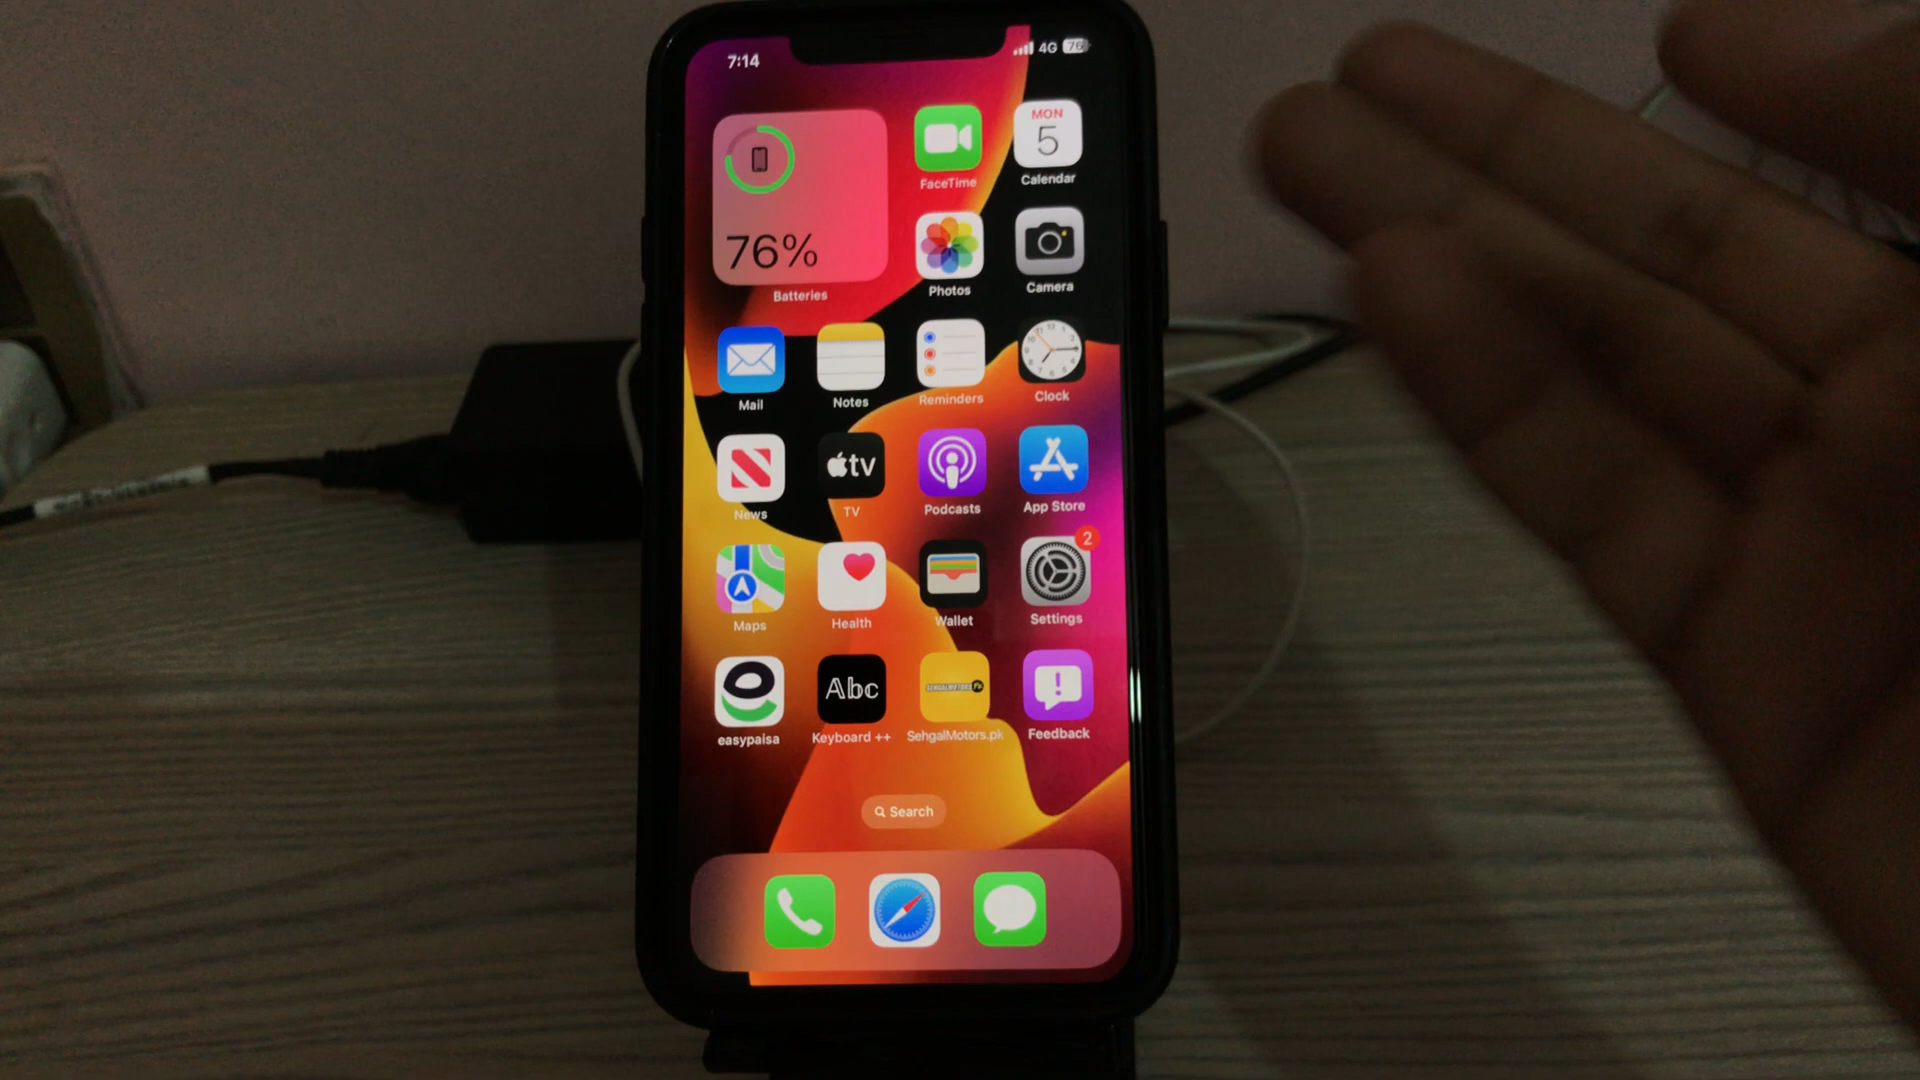 7:14
4G 76
76%
Batteries
FaceTime
MON
5
Calendar
Photos
Camera
Mail
Notes
Reminders
Clock
News
tv
TV
Podcasts
App Store
Maps
Health
Wallet
2
Settings
easypaisa
Abc
Keyboard ++
SehgalMotors.pk
Feedback
Search